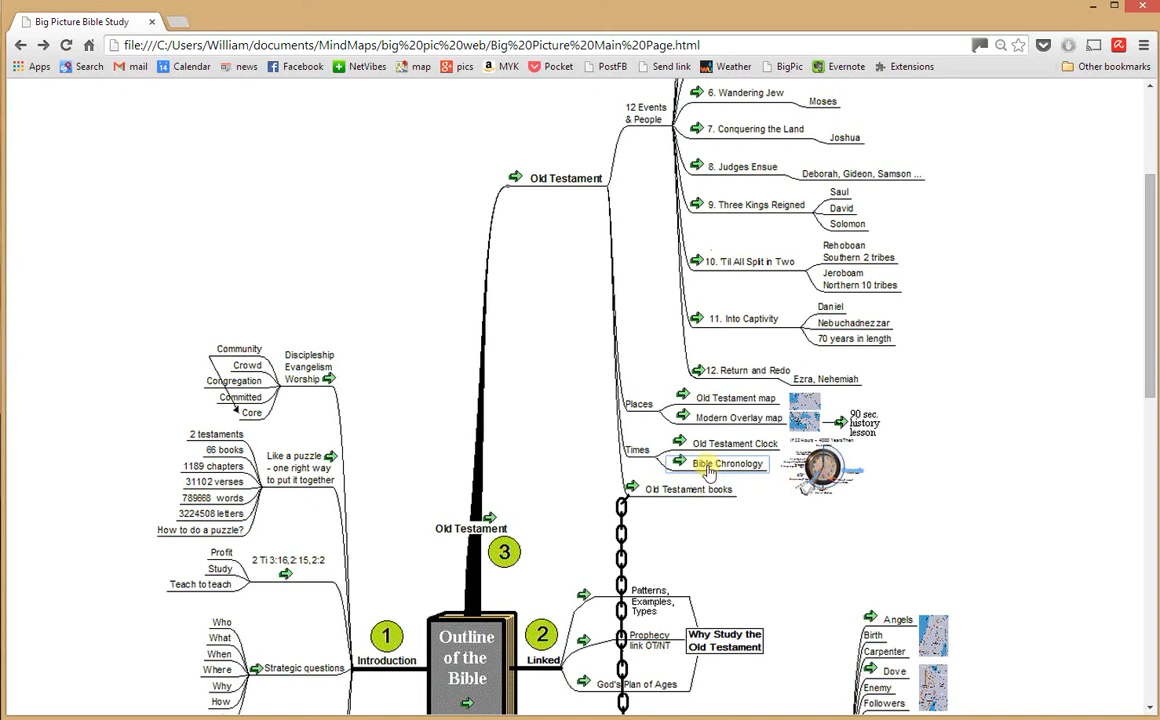 Big Picture Bible Study
file:///C:/Users/William/documents/MindMaps/big%20pic%20web/Big%20Picture%20Main%20Page.html
Apps Search mail Calendar news Facebook NetVibes map pics MYK Pocket PostFB Send link Weather BigPic Evernote Extensions Other bookmarks
12 Events
& People
6. Wandering Jew
Moses
7. Conquering the Land
Joshua
8. Judges Ensue
Deborah, Gideon, Samson ...
9. Three Kings Reigned
Saul
David
Solomon
10. 'Til All Split in Two
Rehoboan
Southern 2 tribes
Jeroboam
Northern 10 tribes
11. Into Captivity
Daniel
Nebuchadnezzar
70 years in length
12. Return and Redo
Ezra, Nehemiah
Old Testament
Places
Old Testament map
Modern Overlay map
90 sec.
history
lesson
Times
Old Testament Clock
Bible Chronology
Old Testament books
Community
Crowd
Congregation
Committed
Core
Discipleship
Evangelism
Worship
2 testaments
66 books
1189 chapters
31102 verses
789668 words
3224508 letters
How to do a puzzle?
Like a puzzle
- one right way
to put it together
Profit
Study
Teach to teach
2 Ti 3:16,2:15,2:2
Who
What
When
Where
Why
How
Strategic questions
Old Testament
3
1
Introduction
Outline
of the
Bible
2
Linked
Patterns,
Examples,
Types
Prophecy
link OT/NT
God's Plan of Ages
Why Study the
Old Testament
Angels
Birth
Carpenter
Dove
Enemy
Followers